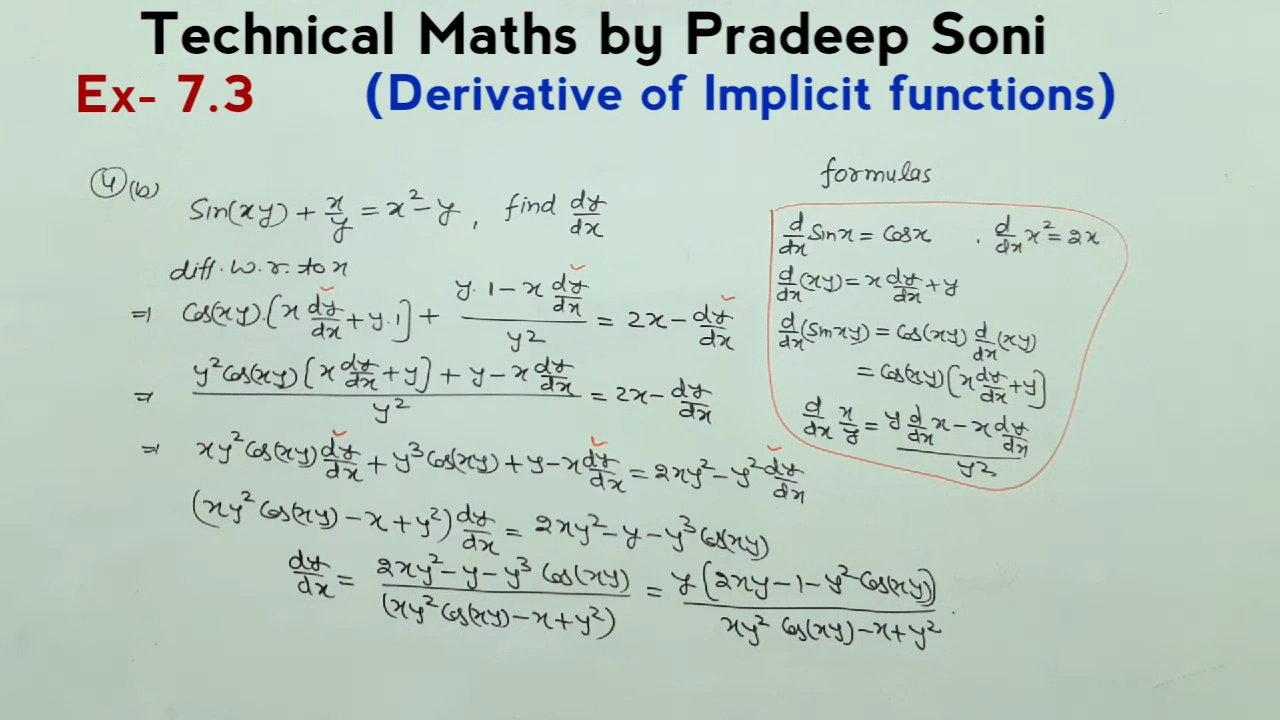 Technical Maths by Pradeep Soni
Ex- 7.3 (Derivative of Implicit functions)
④(b)
Sin(xy) + x/y = x² - y , find dy/dx
diff. w.r. to x
⇒ Cos(xy).[x dy/dx + y.1] + (y.1 - x dy/dx)/y² = 2x - dy/dx
⇒ (y² Cos(xy) [x dy/dx + y] + y - x dy/dx)/y² = 2x - dy/dx
⇒ xy² Cos(xy) dy/dx + y³ Cos(xy) + y - x dy/dx = 2xy² - y² dy/dx
(xy² Cos(xy) - x + y²) dy/dx = 2xy² - y - y³ Cos(xy)
dy/dx = (2xy² - y - y³ Cos(xy))/(xy² Cos(xy) - x + y²) = y(2xy - 1 - y² Cos(xy))/(xy² Cos(xy) - x + y²).
formulas
d/dx Sinx = Cosx . d/dx x² = 2x
d/dx (xy) = x dy/dx + y
d/dx (Sinxy) = Cos(xy) d/dx (xy)
= Cos(xy) [x dy/dx + y]
d/dx x/y = (y d/dx x - x dy/dx)/y²